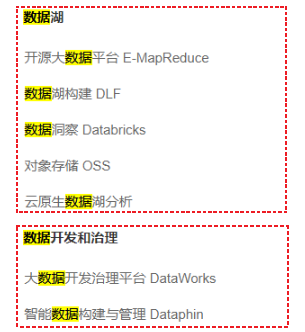 数据湖
开源大数据平台 E-MapReduce
数据湖构建 DLF
数据洞察 Databricks
对象存储 OSS
云原生数据湖分析
数据开发和治理
大数据开发治理平台 DataWorks
智能数据构建与管理 Dataphin